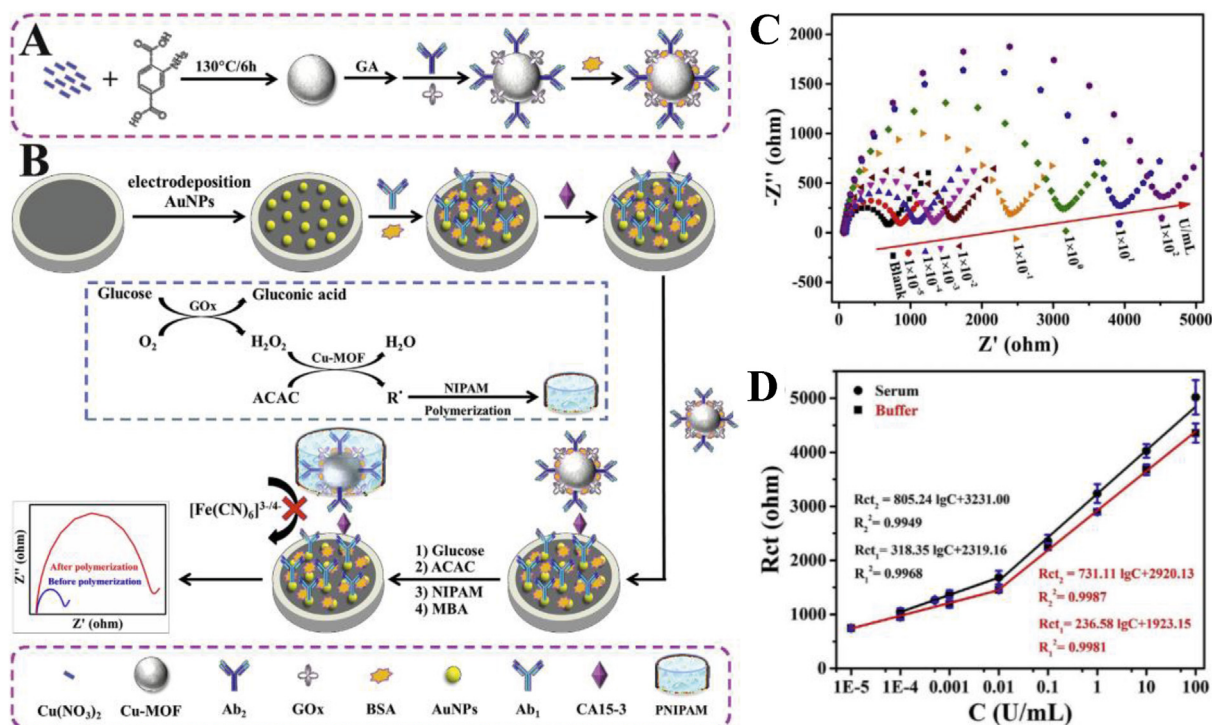 A
HO
O
NH₂
O
HO
130°C/6h
GA
B
electrodeposition
AuNPs
Glucose
Gluconic acid
GOx
O₂
H₂O₂
H₂O
Cu-MOF
ACAC
R•
NIPAM
Polymerization
[Fe(CN)₆]³⁻/⁴⁻
1) Glucose
2) ACAC
3) NIPAM
4) MBA
After polymerization
Before polymerization
Z'' (ohm)
Z' (ohm)
Cu(NO₃)₂
Cu-MOF
Ab₂
GOx
BSA
AuNPs
Ab₁
CA15-3
PNIPAM
C
2000
1500
1000
500
0
-500
-Z'' (ohm)
0 1000 2000 3000 4000 5000
Z' (ohm)
Blank
1×10⁻⁵
1×10⁻⁴
1×10⁻³
1×10⁻²
1×10⁻¹
1×10⁰
1×10¹
1×10²
U/mL
D
Serum
Buffer
5000
4000
3000
2000
1000
0
Rct (ohm)
Rct₂ = 805.24 lgC+3231.00
R₂² = 0.9949
Rct₁= 318.35 lgC+2319.16
R₁² = 0.9968
Rct₂= 731.11 lgC+2920.13
R₂²= 0.9987
Rct₁= 236.58 lgC+1923.15
R₁²= 0.9981
1E-5 1E-4 0.001 0.01 0.1 1 10 100
C (U/mL)